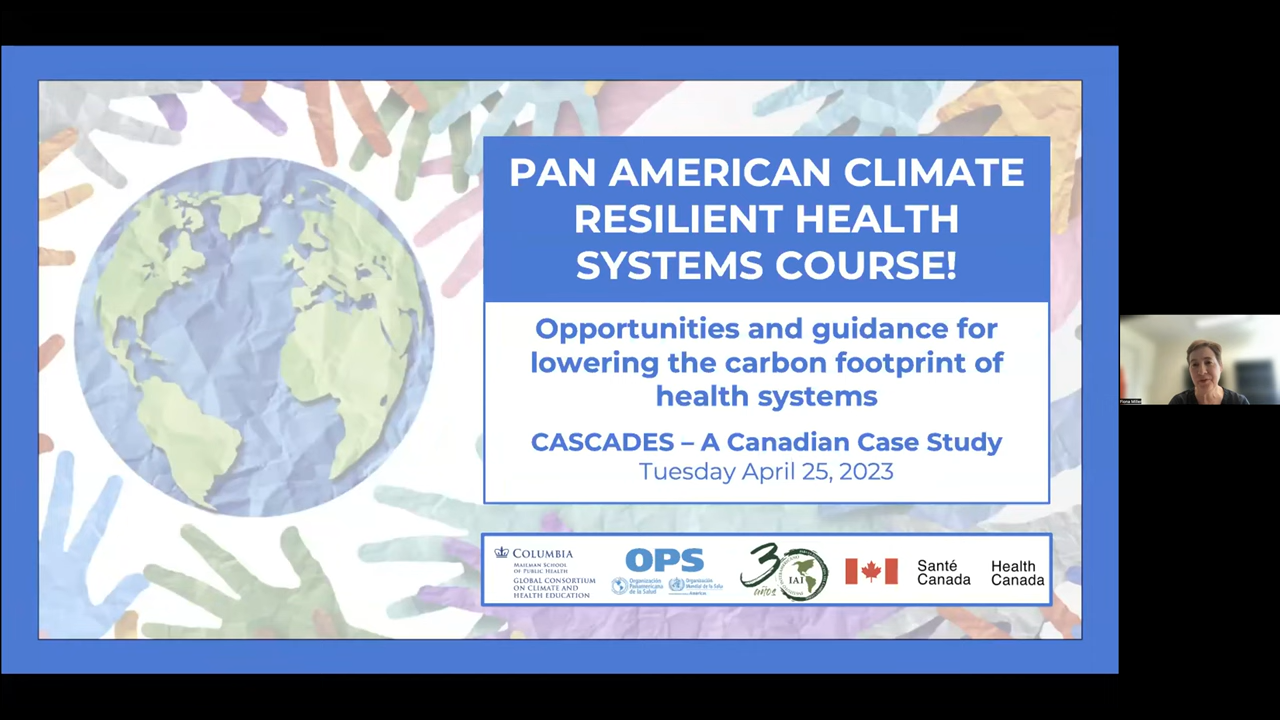 PAN AMERICAN CLIMATE
RESILIENT HEALTH
SYSTEMS COURSE!
Opportunities and guidance for
lowering the carbon footprint of
health systems
CASCADES – A Canadian Case Study
Tuesday April 25, 2023
COLUMBIA
MAILMAN SCHOOL
OF PUBLIC HEALTH
GLOBAL CONSORTIUM
ON CLIMATE AND
HEALTH EDUCATION
OPS
Organización
Panamericana
de la Salud
Organización
Mundial de la Salud
Americas
30
años
IAI
Santé
Canada
Health
Canada
Fiona Miller